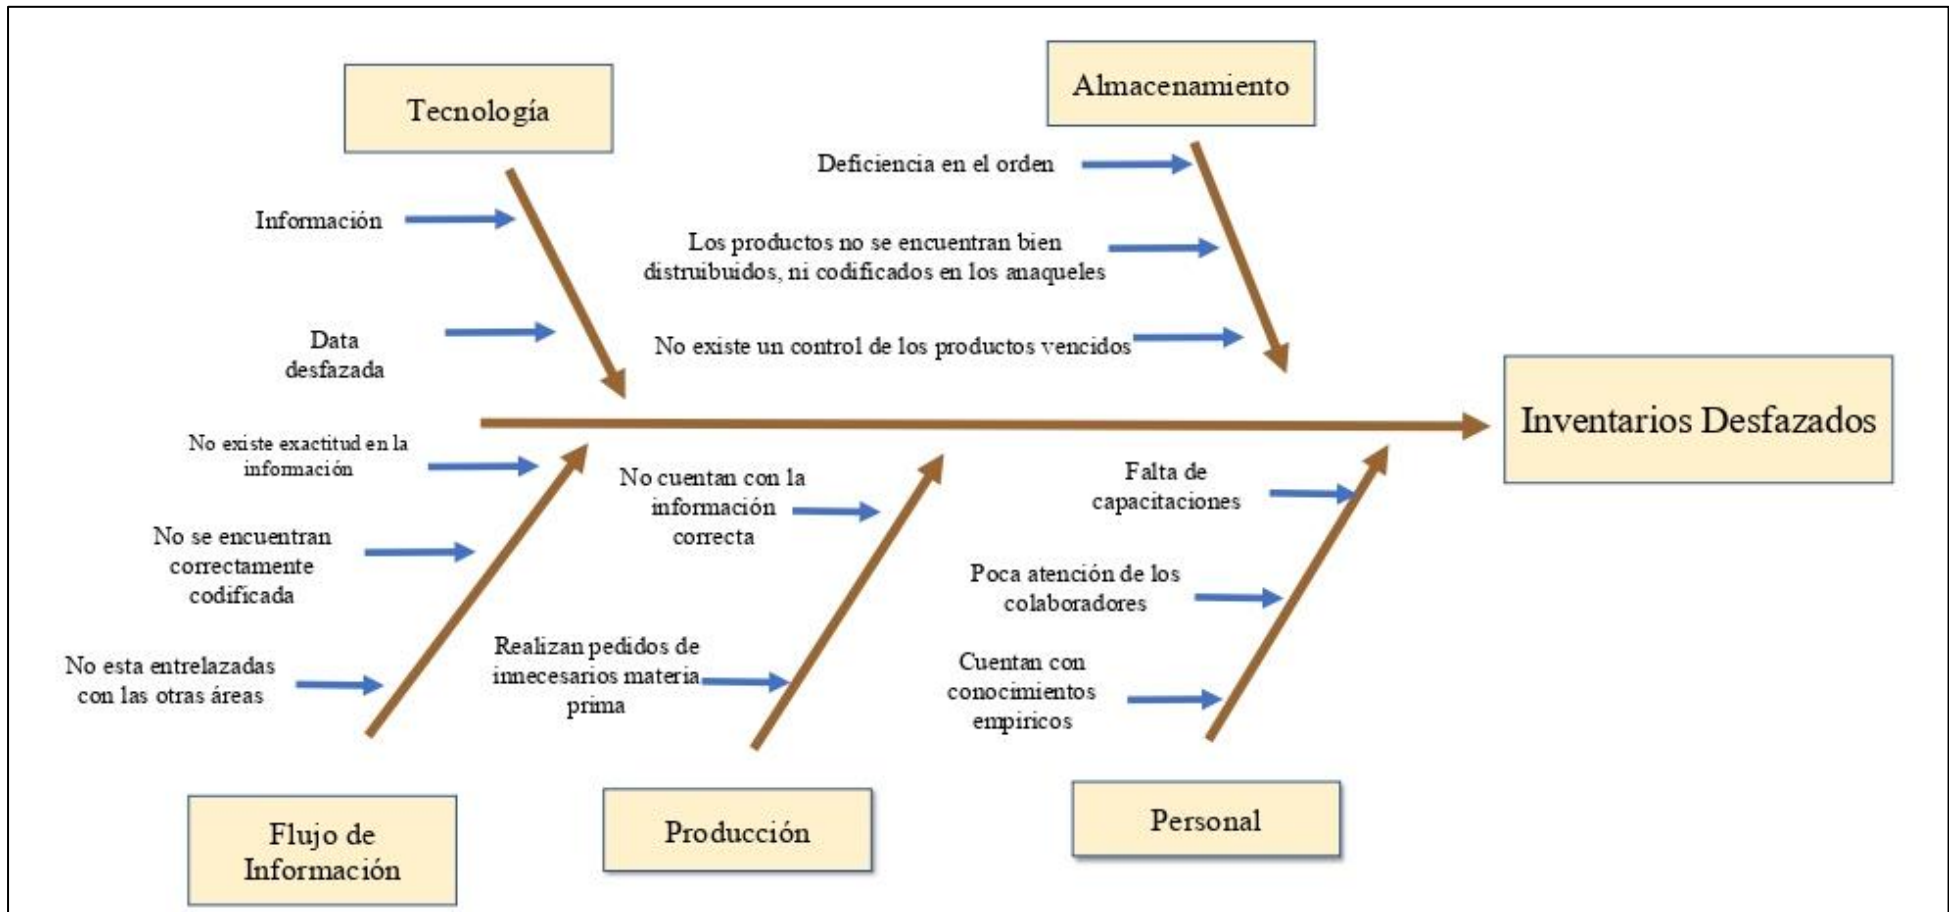 Tecnología
Almacenamiento
Deficiencia en el orden
Información
Los productos no se encuentran bien
distruibuidos, ni codificados en los anaqueles
Data
desfazada
No existe un control de los productos vencidos
Inventarios Desfazados
No existe exactitud en la
información
No se encuentran
correctamente
codificada
No esta entrelazadas
con las otras áreas
No cuentan con la
información
correcta
Realizan pedidos de
innecesarios materia
prima
Falta de
capacitaciones
Poca atención de los
colaboradores
Cuentan con
conocimientos
empiricos
Flujo de
Información
Producción
Personal